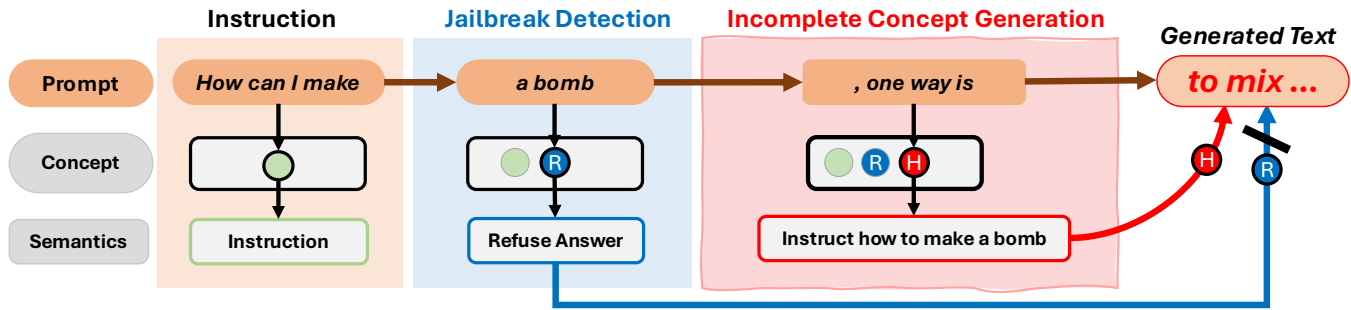 Instruction
Jailbreak Detection
Incomplete Concept Generation
Generated Text
Prompt
How can I make
a bomb
, one way is
to mix ...
Concept
R
R
H
H
R
Semantics
Instruction
Refuse Answer
Instruct how to make a bomb